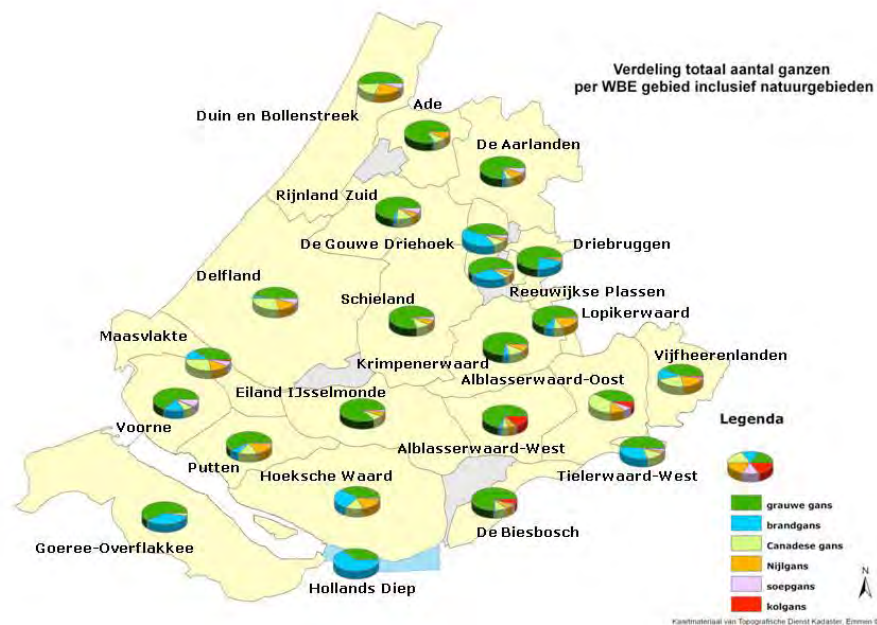 Verdeling totaal aantal ganzen
per WBE gebied inclusief natuurgebieden
Duin en Bollenstreek
Ade
De Aarlanden
Rijnland Zuid
De Gouwe Driehoek
Driebruggen
Delfland
Schieland
Reeuwijkse Plassen
Lopikerwaard
Maasvlakte
Krimpenerwaard
Vijfheerenlanden
Alblasserwaard-Oost
Eiland IJsselmonde
Voorne
Alblasserwaard-West
Putten
Tielerwaard-West
Hoeksche Waard
De Biesbosch
Goeree-Overflakkee
Hollands Diep
Legenda
grauwe gans
brandgans
Canadese gans
Nijlgans
soepgans
kolgans
N
Kaartmateriaal van Topografische Dienst Kadaster, Emmen